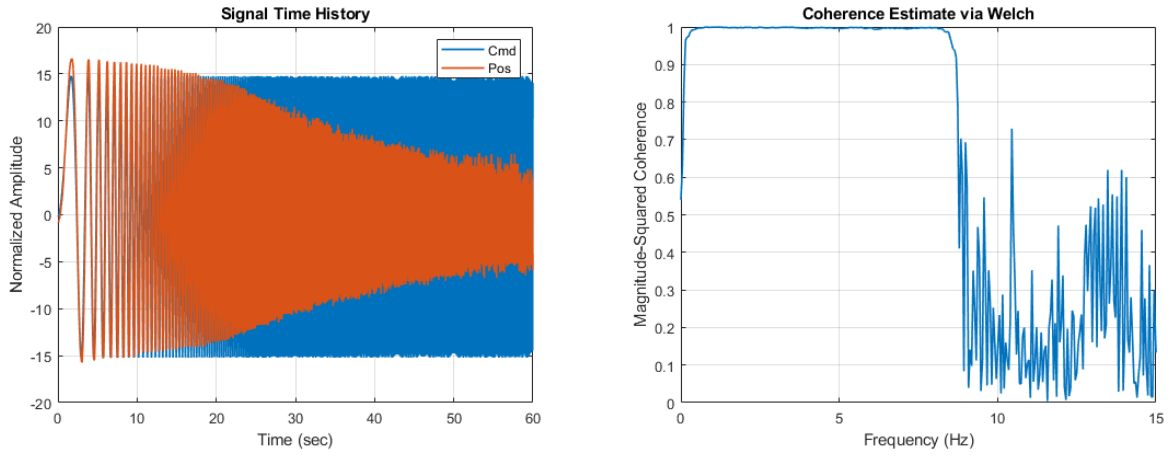 Signal Time History
20
15
10
5
0
-5
-10
-15
-20
Normalized Amplitude
Cmd
Pos
0 10 20 30 40 50 60
Time (sec)
Coherence Estimate via Welch
1
0.9
0.8
0.7
0.6
0.5
0.4
0.3
0.2
0.1
0
Magnitude-Squared Coherence
0 5 10 15
Frequency (Hz)